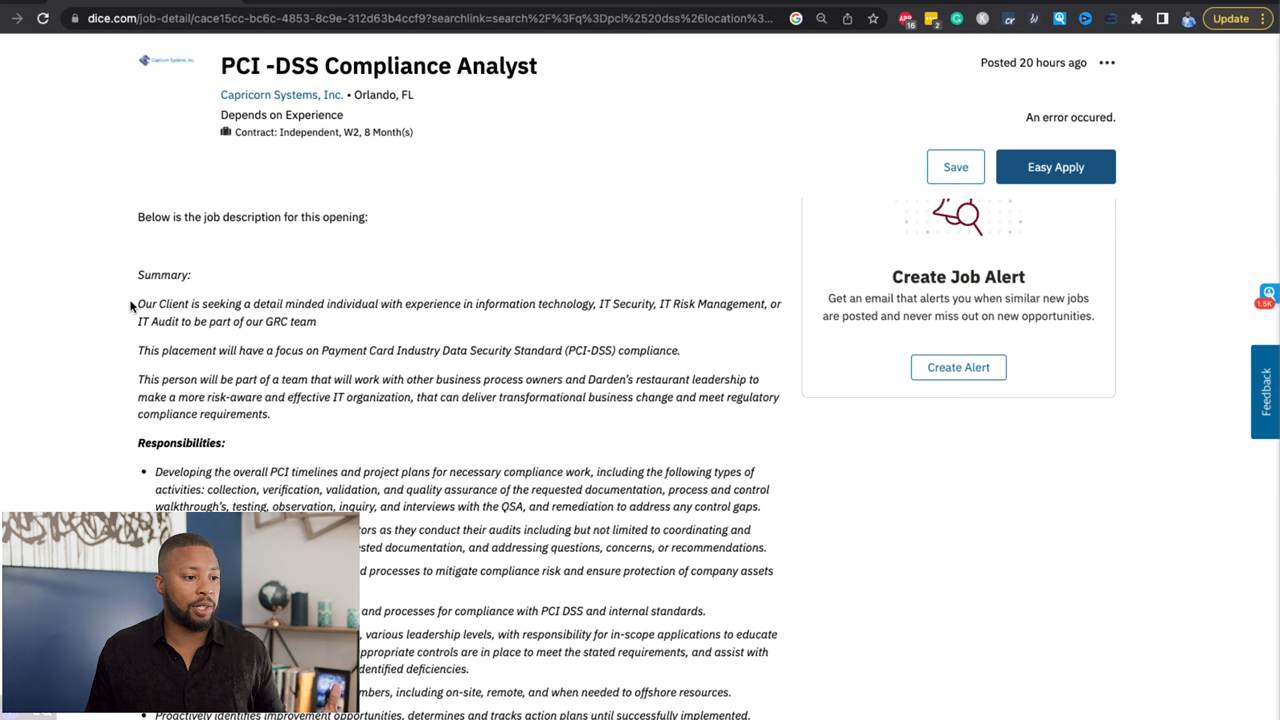 dice.com/job-detail/cace15cc-bc6c-4853-8c9e-312d63b4ccf9?searchlink=search%2F%3Fq%3Dpci%2520dss%26location%3...
Update
16
2
Capricorn Systems, Inc.
PCI -DSS Compliance Analyst
Posted 20 hours ago
Capricorn Systems, Inc. • Orlando, FL
Depends on Experience
An error occured.
Contract: Independent, W2, 8 Month(s)
Save
Easy Apply
Below is the job description for this opening:
Summary:
Our Client is seeking a detail minded individual with experience in information technology, IT Security, IT Risk Management, or
IT Audit to be part of our GRC team
This placement will have a focus on Payment Card Industry Data Security Standard (PCI-DSS) compliance.
This person will be part of a team that will work with other business process owners and Darden's restaurant leadership to
make a more risk-aware and effective IT organization, that can deliver transformational business change and meet regulatory
compliance requirements.
Responsibilities:
• Developing the overall PCI timelines and project plans for necessary compliance work, including the following types of
activities: collection, verification, validation, and quality assurance of the requested documentation, process and control
walkthrough's, testing, observation, inquiry, and interviews with the QSA, and remediation to address any control gaps.
tors as they conduct their audits including but not limited to coordinating and
ested documentation, and addressing questions, concerns, or recommendations.
d processes to mitigate compliance risk and ensure protection of company assets
and processes for compliance with PCI DSS and internal standards.
, various leadership levels, with responsibility for in-scope applications to educate
ppropriate controls are in place to meet the stated requirements, and assist with
dentified deficiencies.
mbers, including on-site, remote, and when needed to offshore resources.
• Proactively identifies improvement opportunities, determines and tracks action plans until successfully implemented.
Create Job Alert
Get an email that alerts you when similar new jobs
are posted and never miss out on new opportunities.
Create Alert
1.5K
Feedback